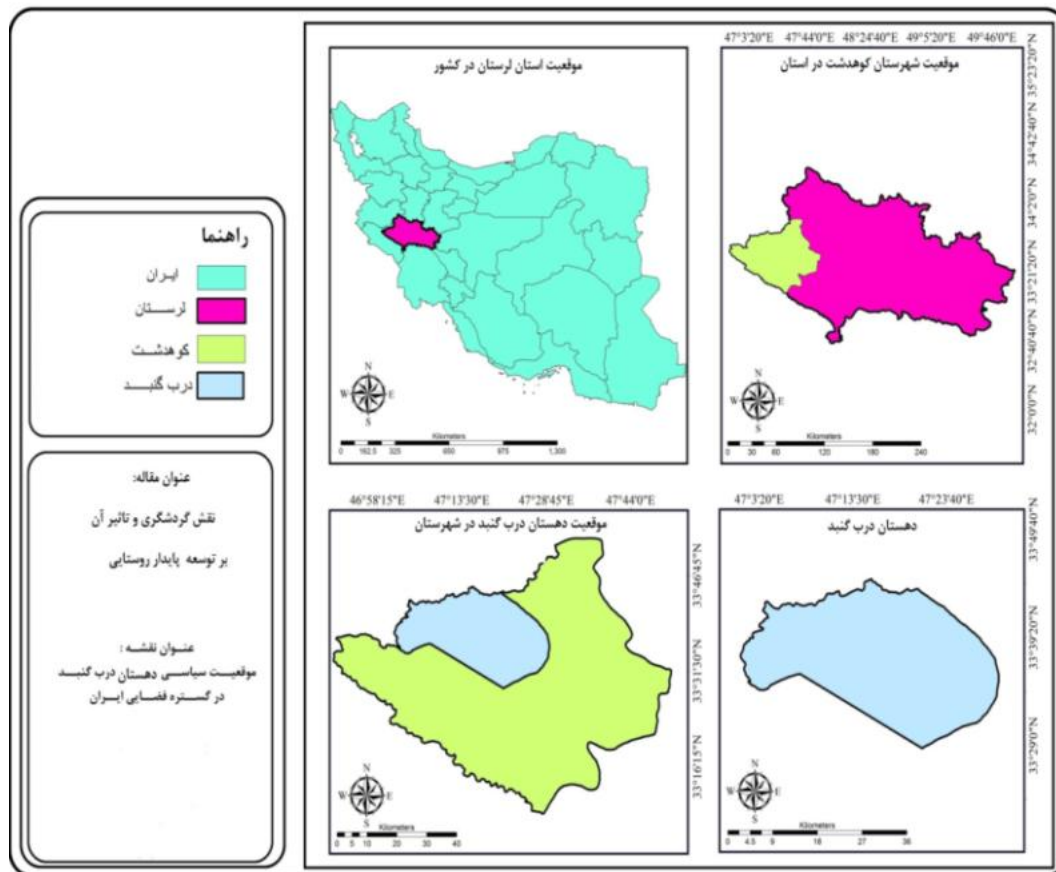 موقعیت استان لرستان در کشور
N
W E
S
Kilometers
0 162.5 325 650 975 1,300
47°3'20"E 47°44'0"E 48°24'40"E 49°5'20"E 49°46'0"E
موقعیت شهرستان کوهدشت در استان
35°23'20"N
34°42'40"N
34°2'0"N
33°21'20"N
32°40'40"N
32°0'0"N
N
W E
S
Kilometers
0 30 60 120 180 240
راهنما
ایران
لرستان
کوهدشت
درب گنبد
عنوان مقاله:
نقش گردشگری و تاثیر آن
بر توسعه پایدار روستایی
عنوان نقشه :
موقعیت سیاسی دهستان درب گنبد
در گستره فضایی ایران
46°58'15"E 47°13'30"E 47°28'45"E 47°44'0"E
موقعیت دهستان درب گنبد در شهرستان
33°46'45"N
33°31'30"N
33°16'15"N
N
W E
S
Kilometers
0 5 10 20 30 40
47°3'20"E 47°13'30"E 47°23'40"E
دهستان درب گنبد
33°49'40"N
33°39'20"N
33°29'0"N
N
W E
S
Kilometers
0 4.5 9 18 27 36